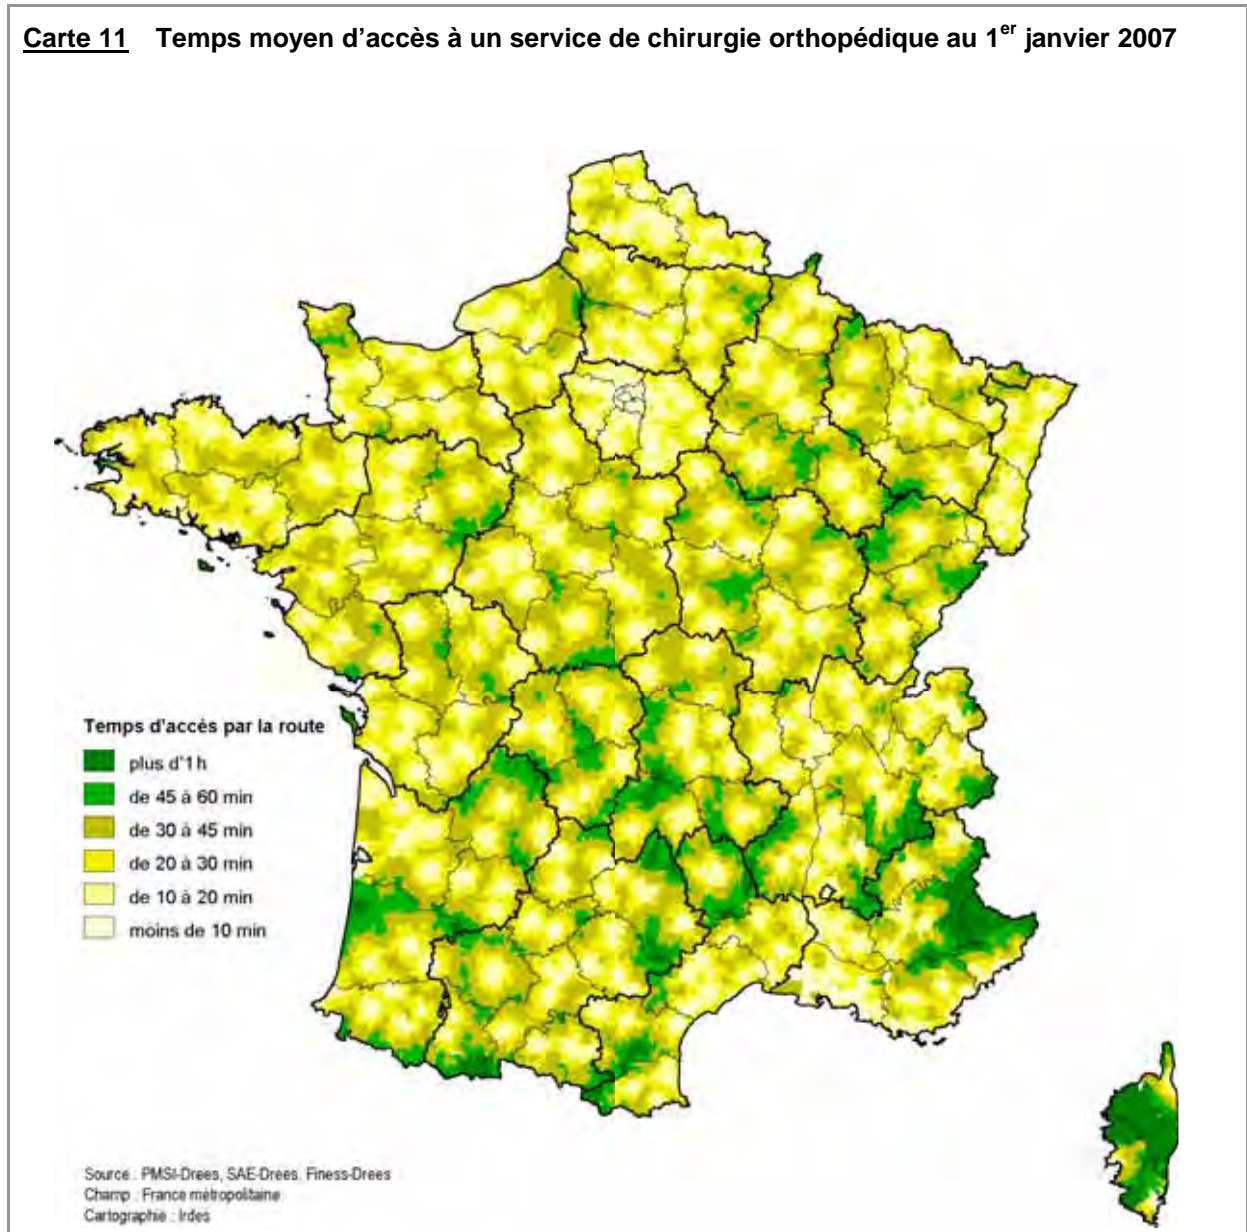 Carte 11 Temps moyen d'accès à un service de chirurgie orthopédique au 1er janvier 2007
Temps d'accés par la route
plus d'1h
de 45 à 60 min
de 30 à 45 min
de 20 à 30 min
de 10 à 20 min
moins de 10 min
Source : PMSI-Drees, SAE-Drees, Finess-Drees
Champ : France métropolitaine
Cartographie : Irdes